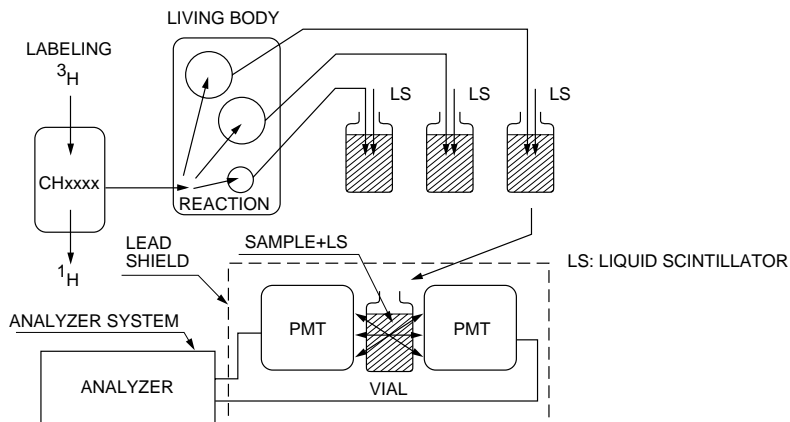 LIVING BODY
LABELING
³H
CHxxxx
¹H
REACTION
LS
LS
LS
LEAD
SHIELD
SAMPLE+LS
LS: LIQUID SCINTILLATOR
ANALYZER SYSTEM
PMT
PMT
ANALYZER
VIAL